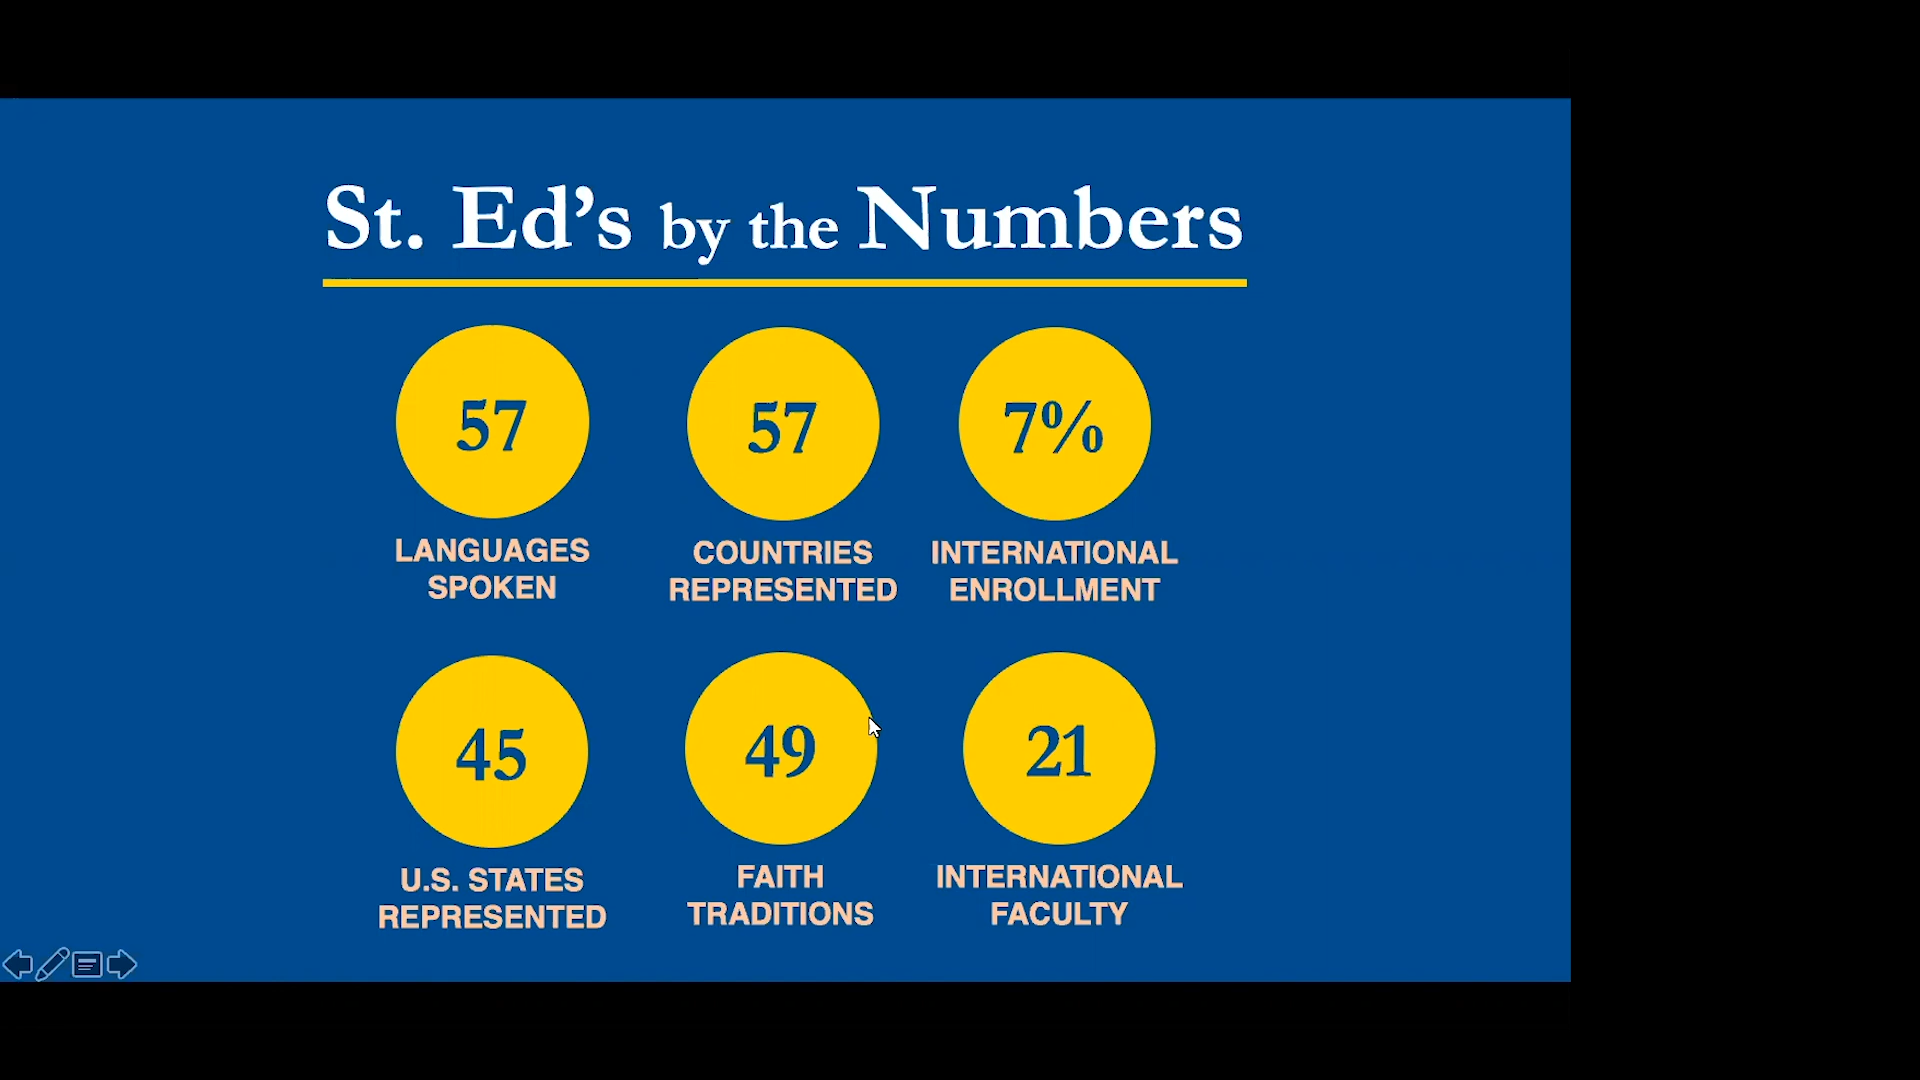 St. Ed’s by the Numbers
57
LANGUAGES
SPOKEN
57
COUNTRIES
REPRESENTED
7%
INTERNATIONAL
ENROLLMENT
45
U.S. STATES
REPRESENTED
49
FAITH
TRADITIONS
21
INTERNATIONAL
FACULTY